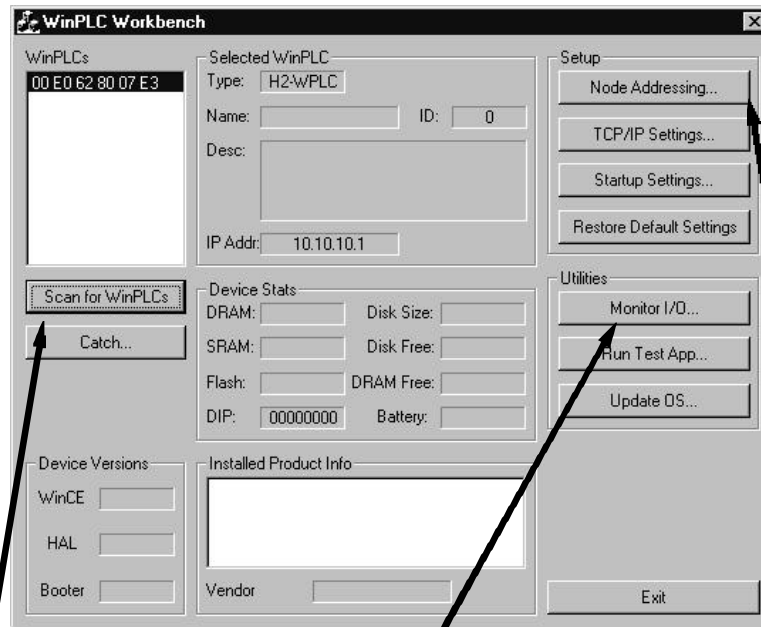 WinPLC Workbench
WinPLCs
00 E0 62 80 07 E3
Scan for WinPLCs
Catch...
Selected WinPLC
Type: H2-WPLC
Name: ID: 0
Desc:
IP Addr: 10.10.10.1
Device Stats
DRAM: Disk Size:
SRAM: Disk Free:
Flash: DRAM Free:
DIP: 00000000 Battery:
Setup
Node Addressing...
TCP/IP Settings...
Startup Settings...
Restore Default Settings
Utilities
Monitor I/O...
Run Test App...
Update OS...
Device Versions
WinCE
HAL
Booter
Installed Product Info
Vendor
Exit